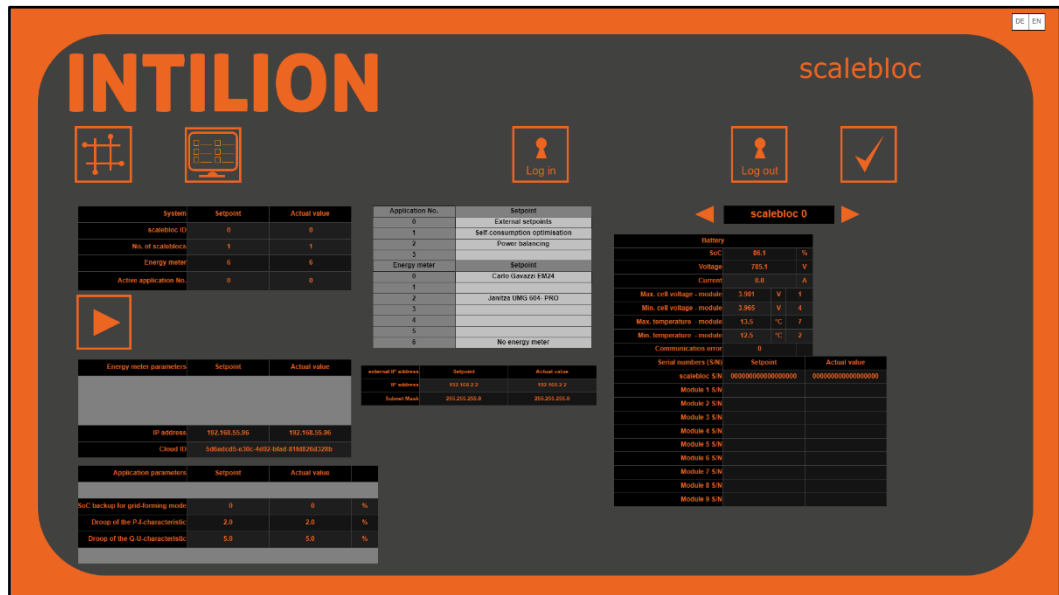 DE EN
INTILION
scalebloc
Log in
Log out
System Setpoint Actual value
scalebloc ID 0 0
No. of scaleblocs 1 1
Energy meter 6 6
Active application No. 0 0
Application No. Setpoint
0 External setpoints
1 Self-consumption optimisation
2 Power balancing
3
Energy meter Setpoint
0 Carlo Gavazzi EM24
1
2 Janitza UMG 604- PRO
3
4
5
6 No energy meter
scalebloc 0
Battery
SoC 86.1 %
Voltage 785.1 V
Current 0.0 A
Max. cell voltage - module 3.981 V 1
Min. cell voltage - module 3.965 V 4
Max. temperature - module 13.5 °C 7
Min. temperature - module 12.5 °C 2
Communication error 0
Serial numbers (S/N) Setpoint Actual value
scalebloc S/N
Module 1 S/N
Module 2 S/N
Module 3 S/N
Module 4 S/N
Module 5 S/N
Module 6 S/N
Module 7 S/N
Module 8 S/N
Module 9 S/N
Energy meter parameters Setpoint Actual value
IP address 192.168.55.96 192.168.55.96
Cloud ID
external IP address Setpoint Actual value
IP address 192.168.2.2 192.168.2.2
Subnet Mask 255.255.255.0 255.255.255.0
Application parameters Setpoint Actual value
SoC backup for grid-forming mode 0 0 %
Droop of the P-f-characteristic 2.0 2.0 %
Droop of the Q-U-characteristic 5.0 5.0 %